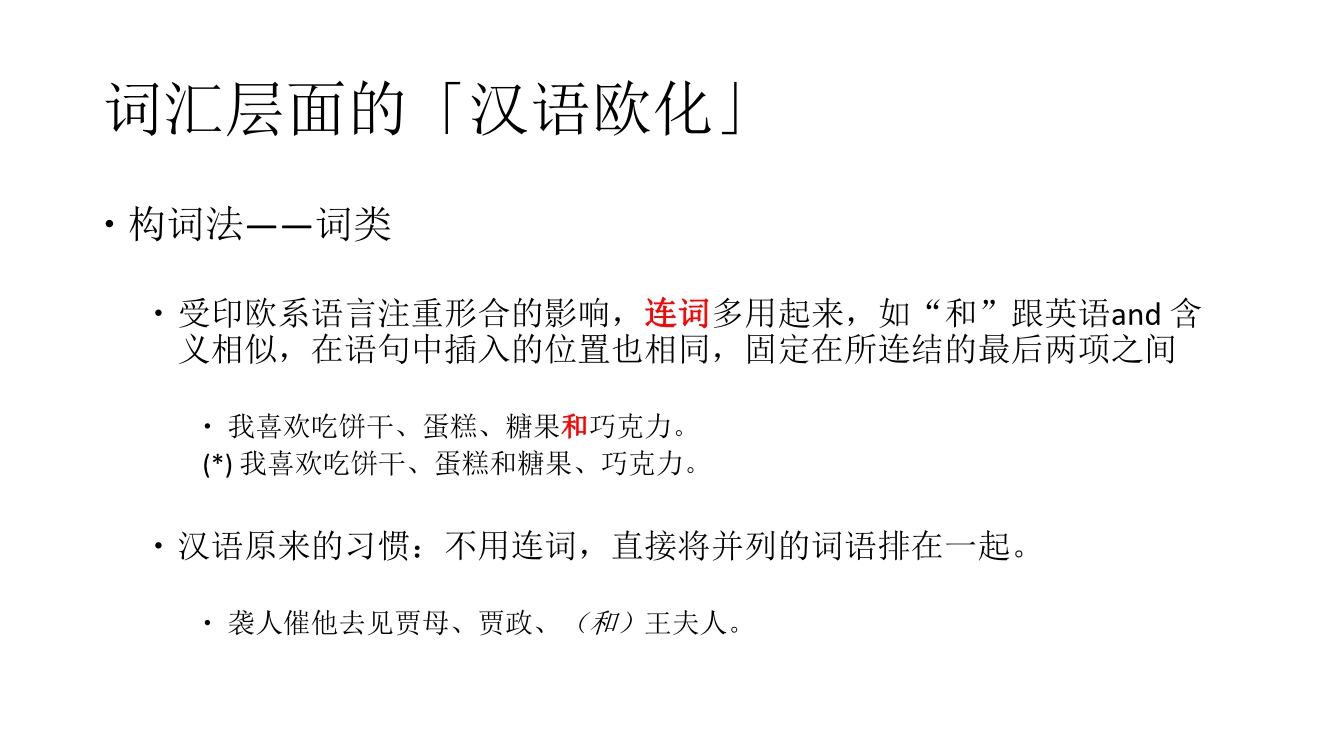 词汇层面的「汉语欧化」
• 构词法——词类
• 受印欧系语言注重形合的影响，连词多用起来，如“和”跟英语and 含
义相似，在语句中插入的位置也相同，固定在所连结的最后两项之间
• 我喜欢吃饼干、蛋糕、糖果和巧克力。
(*) 我喜欢吃饼干、蛋糕和糖果、巧克力。
• 汉语原来的习惯：不用连词，直接将并列的词语排在一起。
• 袭人催他去见贾母、贾政、（和）王夫人。